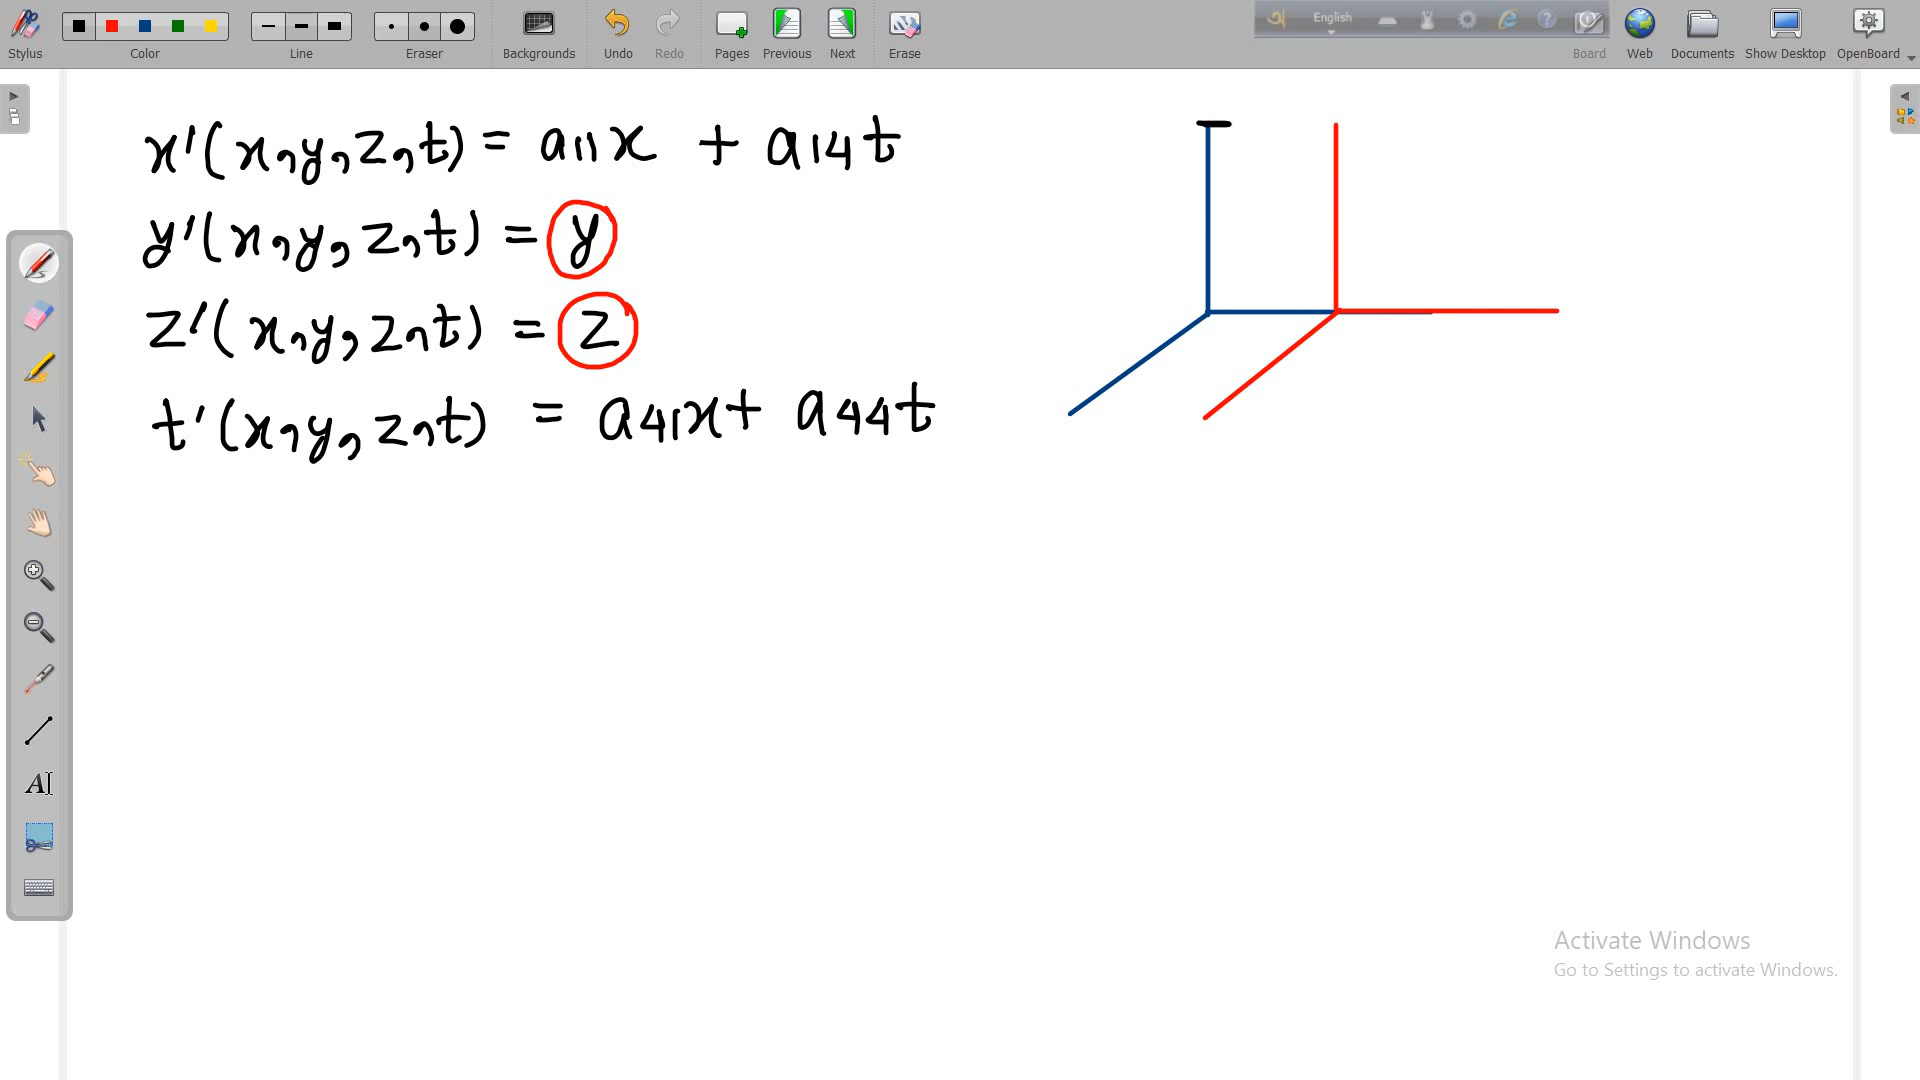 Stylus Color Line Eraser Backgrounds Undo Redo Pages Previous Next Erase English Board Web Documents Show Desktop OpenBoard
x'(x,y,z,t) = a11x + a14t
y'(x,y,z,t) = y
z'(x,y,z,t) = z
t'(x,y,z,t) = a41x + a44t
Activate Windows
Go to Settings to activate Windows.